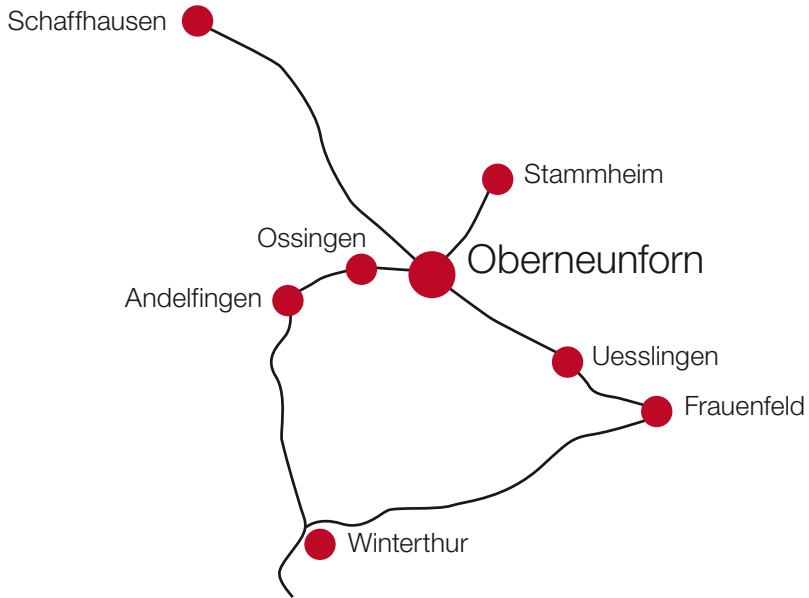 Schaffhausen
Stammheim
Ossingen
Oberneunforn
Andelfingen
Uesslingen
Frauenfeld
Winterthur